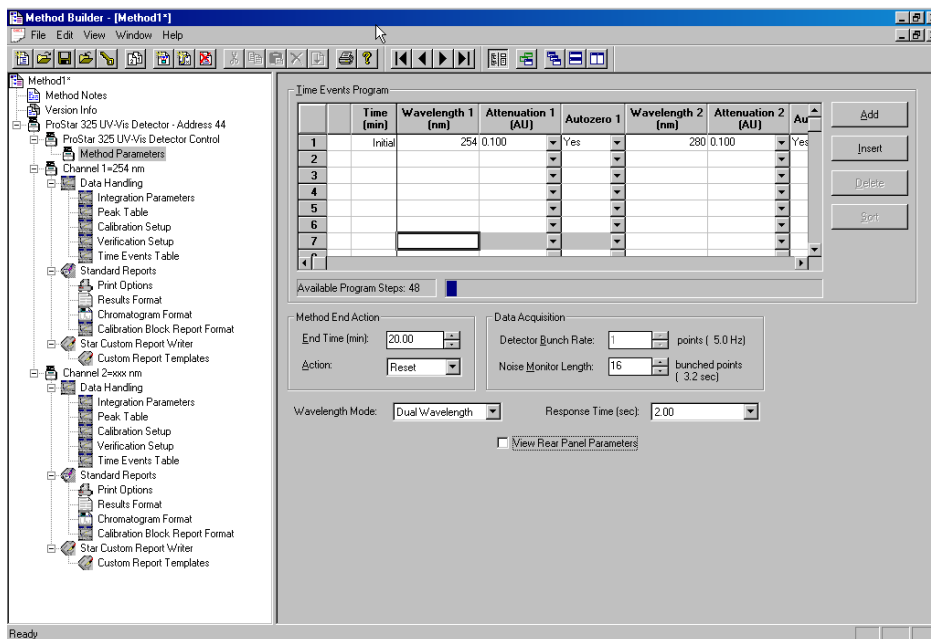 Method Builder - [Method1*]
File Edit View Window Help
Method1*
Method Notes
Version Info
ProStar 325 UV-Vis Detector - Address 44
ProStar 325 UV-Vis Detector Control
Method Parameters
Channel 1=254 nm
Data Handling
Integration Parameters
Peak Table
Calibration Setup
Verification Setup
Time Events Table
Standard Reports
Print Options
Results Format
Chromatogram Format
Calibration Block Report Format
Star Custom Report Writer
Custom Report Templates
Channel 2=xxx nm
Data Handling
Integration Parameters
Peak Table
Calibration Setup
Verification Setup
Time Events Table
Standard Reports
Print Options
Results Format
Chromatogram Format
Calibration Block Report Format
Star Custom Report Writer
Custom Report Templates
Time Events Program
Time (min) Wavelength 1 (nm) Attenuation 1 (AU) Autozero 1 Wavelength 2 (nm) Attenuation 2 (AU) Au
1 Initial 254 0.100 Yes 280 0.100 Yes
2
3
4
5
6
7
Add
Insert
Delete
Sort
Available Program Steps: 48
Method End Action
End Time (min): 20.00
Action: Reset
Data Acquisition
Detector Bunch Rate: 1 points ( 5.0 Hz)
Noise Monitor Length: 16 bunched points
( 3.2 sec)
Wavelength Mode: Dual Wavelength Response Time (sec): 2.00
View Rear Panel Parameters
Ready